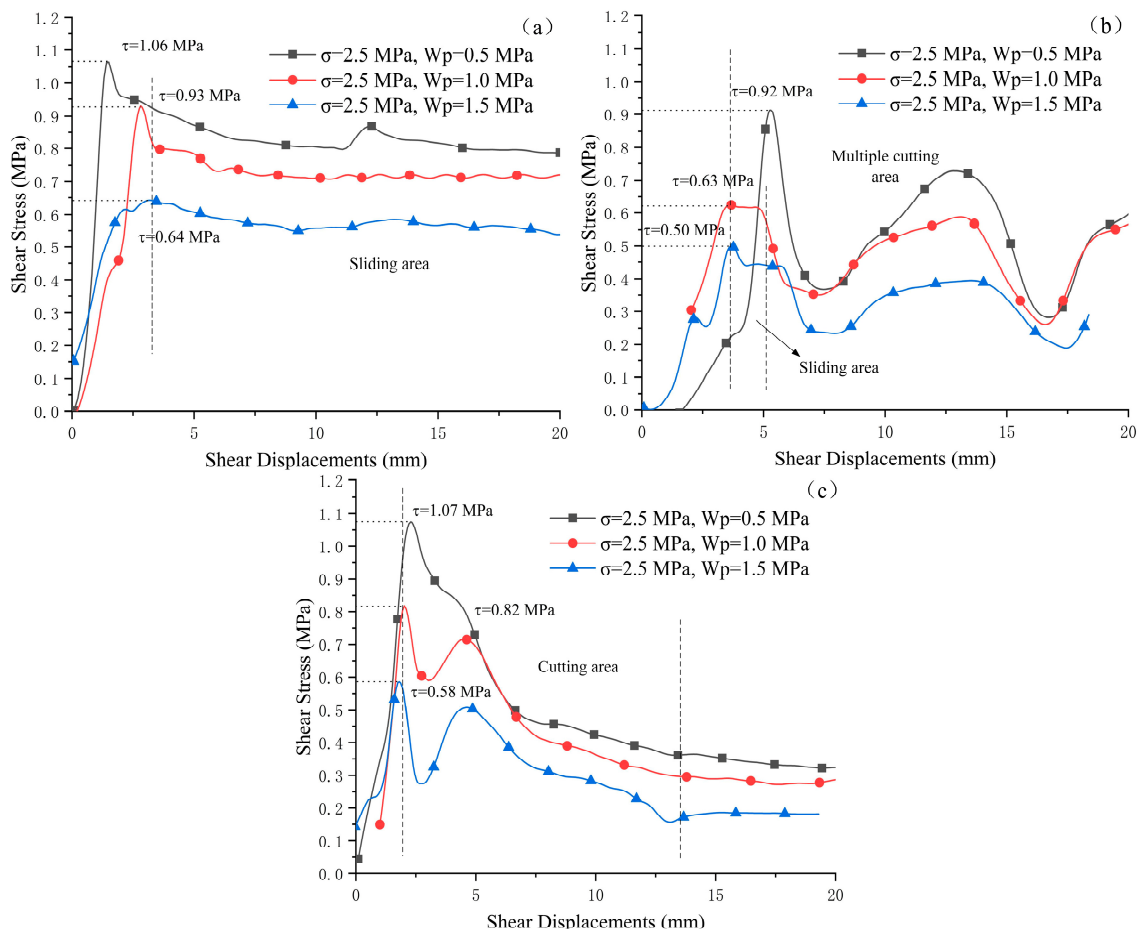 (a)
1.2
1.1
1.0
0.9
0.8
0.7
0.6
0.5
0.4
0.3
0.2
0.1
0.0
Shear Stress (MPa)
τ=1.06 MPa
τ=0.93 MPa
τ=0.64 MPa
σ=2.5 MPa, Wp=0.5 MPa
σ=2.5 MPa, Wp=1.0 MPa
σ=2.5 MPa, Wp=1.5 MPa
Sliding area
0 5 10 15 20
Shear Displacements (mm)
(b)
1.2
1.1
1.0
0.9
0.8
0.7
0.6
0.5
0.4
0.3
0.2
0.1
0.0
Shear Stress (MPa)
σ=2.5 MPa, Wp=0.5 MPa
σ=2.5 MPa, Wp=1.0 MPa
σ=2.5 MPa, Wp=1.5 MPa
τ=0.92 MPa
τ=0.63 MPa
τ=0.50 MPa
Multiple cutting
area
Sliding area
0 5 10 15 20
Shear Displacements (mm)
(c)
1.2
1.1
1.0
0.9
0.8
0.7
0.6
0.5
0.4
0.3
0.2
0.1
0.0
Shear Stress (MPa)
τ=1.07 MPa
τ=0.82 MPa
τ=0.58 MPa
σ=2.5 MPa, Wp=0.5 MPa
σ=2.5 MPa, Wp=1.0 MPa
σ=2.5 MPa, Wp=1.5 MPa
Cutting area
0 5 10 15 20
Shear Displacements (mm)